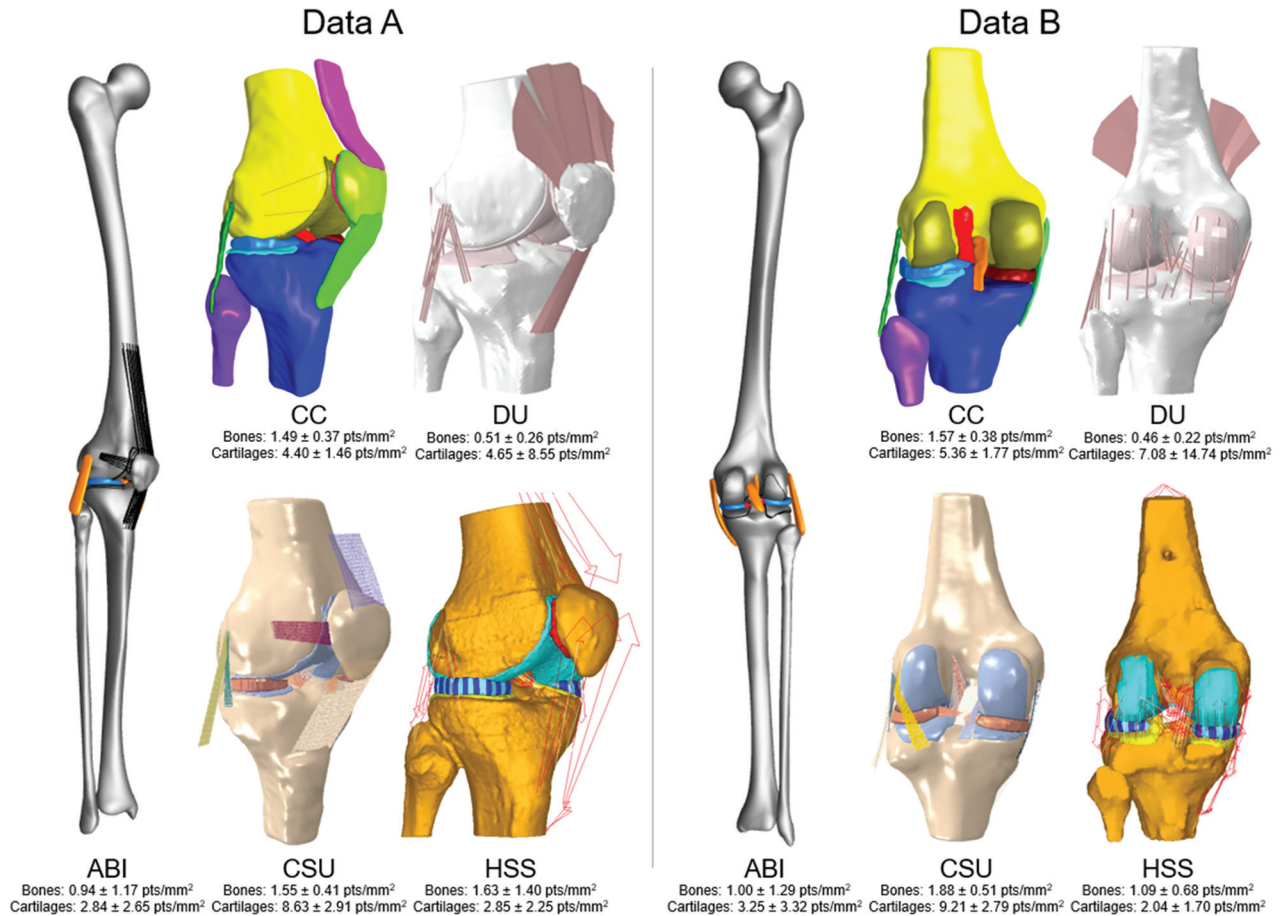 Data A
Data B
CC
Bones: 1.49 ± 0.37 pts/mm²
Cartilages: 4.40 ± 1.46 pts/mm²
DU
Bones: 0.51 ± 0.26 pts/mm²
Cartilages: 4.65 ± 8.55 pts/mm²
CC
Bones: 1.57 ± 0.38 pts/mm²
Cartilages: 5.36 ± 1.77 pts/mm²
DU
Bones: 0.46 ± 0.22 pts/mm²
Cartilages: 7.08 ± 14.74 pts/mm²
ABI
Bones: 0.94 ± 1.17 pts/mm²
Cartilages: 2.84 ± 2.65 pts/mm²
CSU
Bones: 1.55 ± 0.41 pts/mm²
Cartilages: 8.63 ± 2.91 pts/mm²
HSS
Bones: 1.63 ± 1.40 pts/mm²
Cartilages: 2.85 ± 2.25 pts/mm²
ABI
Bones: 1.00 ± 1.29 pts/mm²
Cartilages: 3.25 ± 3.32 pts/mm²
CSU
Bones: 1.88 ± 0.51 pts/mm²
Cartilages: 9.21 ± 2.79 pts/mm²
HSS
Bones: 1.09 ± 0.68 pts/mm²
Cartilages: 2.04 ± 1.70 pts/mm²